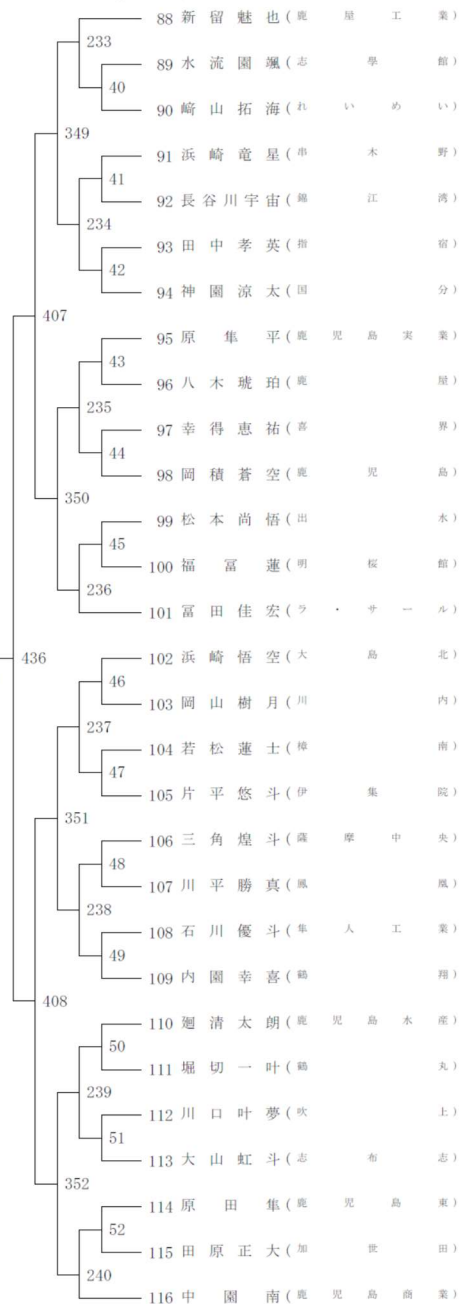 88 新留魅也(鹿屋工業)
233
89 水流園颯(志學館)
40
90 﨑山拓海(れいめい)
349
91 浜崎竜星(串木野)
41
92 長谷川宇宙(錦江湾)
234
93 田中孝英(指宿)
42
94 神園涼太(国分)
407
95 原隼平(鹿児島実業)
43
96 八木琥珀(鹿屋)
235
97 幸得恵祐(喜界)
44
98 岡積蒼空(鹿児島)
350
99 松本尚悟(出水)
45
100 福冨蓮(明桜館)
236
101 冨田佳宏(ラ・サール)
436
102 浜崎悟空(大島北)
46
103 岡山樹月(川内)
237
104 若松蓮士(樟南)
47
105 片平悠斗(伊集院)
351
106 三角煌斗(薩摩中央)
48
107 川平勝真(鳳凰)
238
108 石川優斗(隼人工業)
49
109 内園幸喜(鶴翔)
408
110 廻清太朗(鹿児島水産)
50
111 堀切一叶(鶴丸)
239
112 川口叶夢(吹上)
51
113 大山虹斗(志布志)
352
114 原田隼(鹿児島東)
52
115 田原正大(加世田)
240
116 中園南(鹿児島商業)